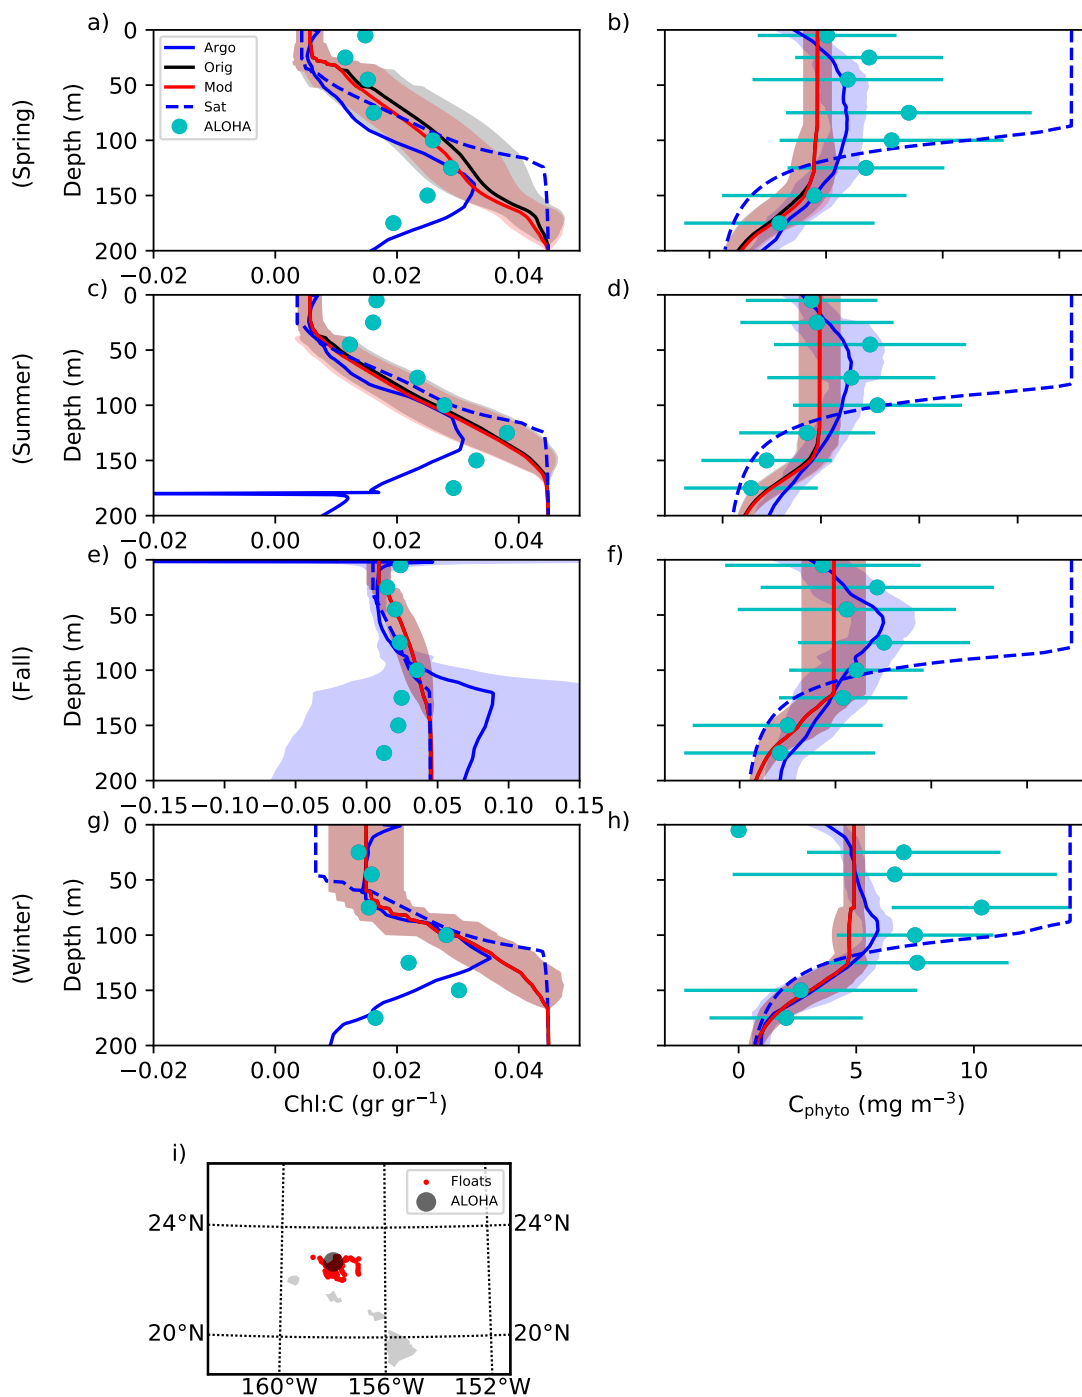 a)
b)
0
50
100
150
200
Depth (m)
(Spring)
Argo
Orig
Mod
Sat
ALOHA
−0.02
0.00
0.02
0.04
c)
d)
0
50
100
150
200
Depth (m)
(Summer)
−0.02
0.00
0.02
0.04
e)
f)
0
50
100
150
200
Depth (m)
(Fall)
−0.15
−0.10
−0.05
0.00
0.05
0.10
0.15
g)
h)
0
50
100
150
200
Depth (m)
(Winter)
−0.02
0.00
0.02
0.04
Chl:C (gr gr⁻¹)
0
5
10
C_phyto (mg m⁻³)
i)
Floats
ALOHA
24°N
24°N
20°N
20°N
160°W
156°W
152°W